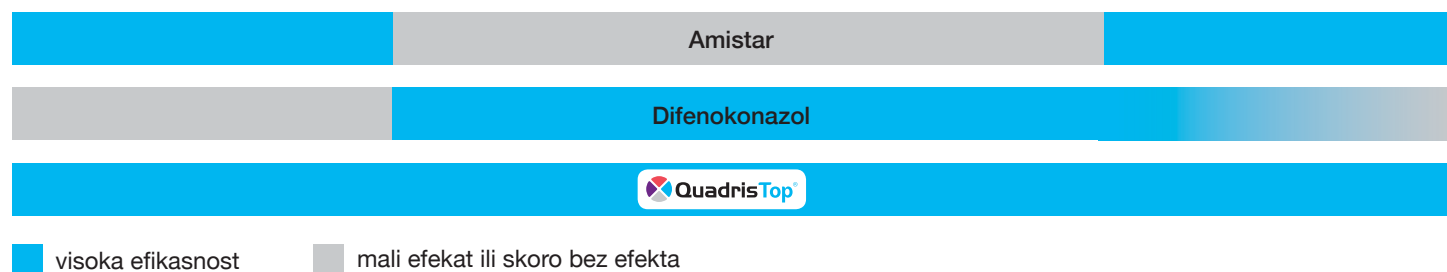 Amistar
Difenokonazol
QuadrisTop®
visoka efikasnost
mali efekat ili skoro bez efekta